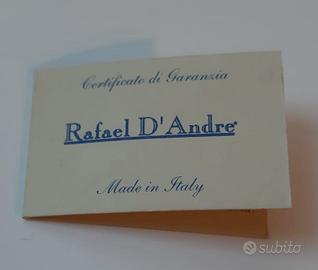 Certificato di Garanzia
Rafael D'Andre'
Made in Italy
subito